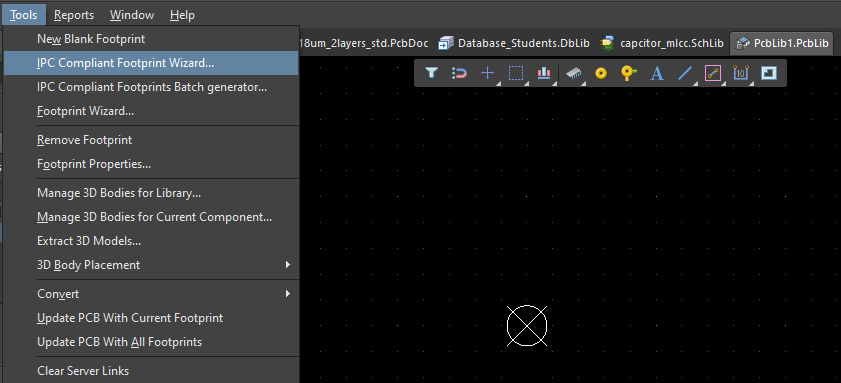 Tools Reports Window Help
New Blank Footprint
18um_2layers_std.PcbDoc Database_Students.DbLib capcitor_mlcc.SchLib PcbLib1.PcbLib
IPC Compliant Footprint Wizard...
A 10
IPC Compliant Footprints Batch generator...
Footprint Wizard...
Remove Footprint
Footprint Properties...
Manage 3D Bodies for Library...
Manage 3D Bodies for Current Component...
Extract 3D Models...
3D Body Placement
Convert
Update PCB With Current Footprint
Update PCB With All Footprints
Clear Server Links